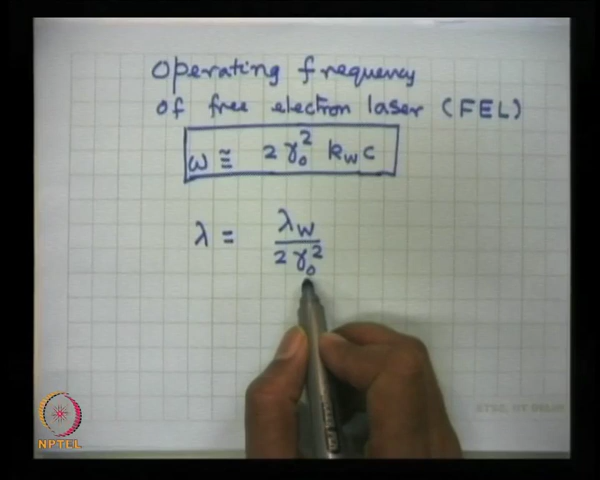 Operating frequency
of free electron laser (FEL)
ω ≅ 2 γ₀² k_W c
λ = λ_W / 2 γ₀²
NPTEL